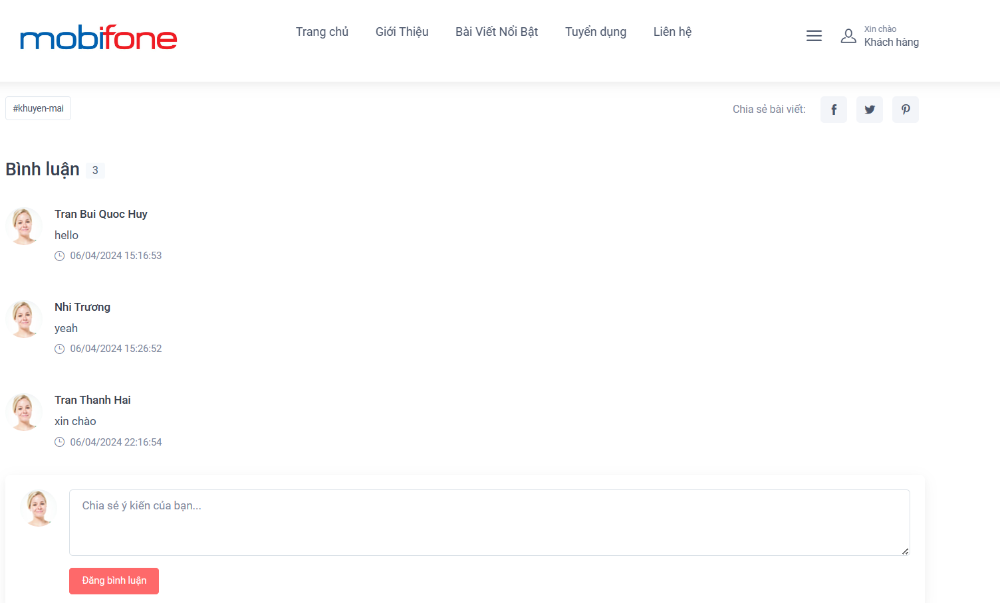 mobifone
Trang chủ Giới Thiệu Bài Viết Nổi Bật Tuyển dụng Liên hệ
Xin chào
Khách hàng
#khuyen-mai
Chia sẻ bài viết:
Bình luận 3
Tran Bui Quoc Huy
hello
06/04/2024 15:16:53
Nhi Trương
yeah
06/04/2024 15:26:52
Tran Thanh Hai
xin chào
06/04/2024 22:16:54
Chia sẻ ý kiến của bạn...
Đăng bình luận